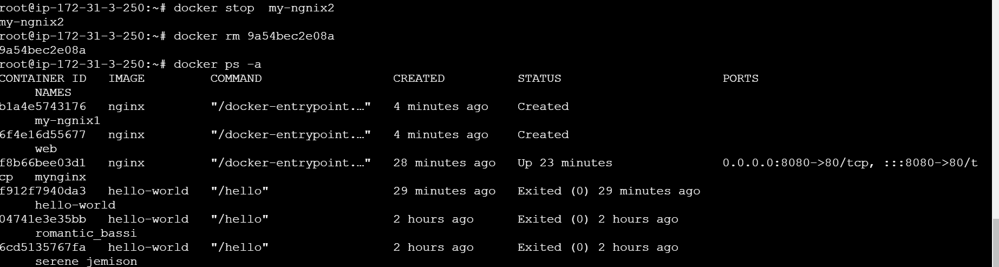 root@ip-172-31-3-250:~# docker stop  my-ngnix2
my-ngnix2
root@ip-172-31-3-250:~# docker rm 9a54bec2e08a
9a54bec2e08a
root@ip-172-31-3-250:~# docker ps -a
CONTAINER ID   IMAGE         COMMAND                  CREATED          STATUS                      PORTS
     NAMES
b1a4e5743176   nginx         "/docker-entrypoint.…"   4 minutes ago    Created
     my-ngnix1
6f4e16d55677   nginx         "/docker-entrypoint.…"   4 minutes ago    Created
     web
f8b66bee03d1   nginx         "/docker-entrypoint.…"   28 minutes ago   Up 23 minutes               0.0.0.0:8080->80/tcp, :::8080->80/t
cp   mynginx
f912f7940da3   hello-world   "/hello"                 29 minutes ago   Exited (0) 29 minutes ago
     hello-world
04741e3e35bb   hello-world   "/hello"                 2 hours ago      Exited (0) 2 hours ago
     romantic_bassi
6cd5135767fa   hello-world   "/hello"                 2 hours ago      Exited (0) 2 hours ago
     serene_jemison